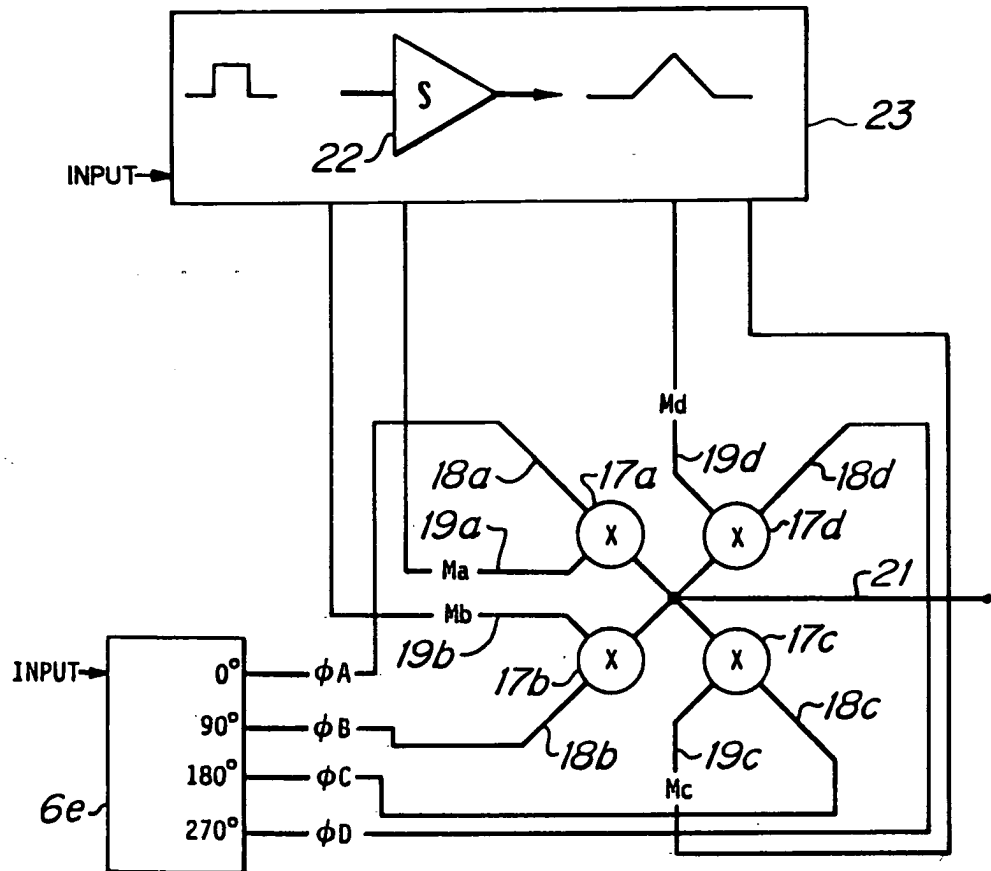 S
22
23
INPUT
Md
18a
17a
19d
18d
19a
X
X
17d
Ma
21
Mb
19b
17b
X
X
17c
INPUT
0°
ϕA
90°
ϕB
18b
19c
18c
180°
ϕC
Mc
6e
270°
ϕD